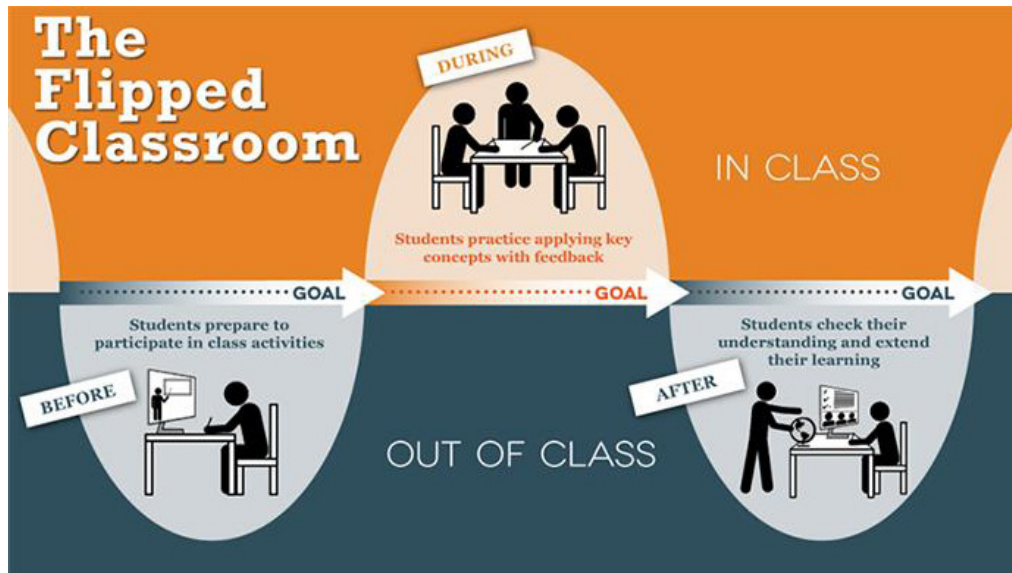 The
Flipped
Classroom
DURING
IN CLASS
Students practice applying key
concepts with feedback
GOAL
GOAL
GOAL
Students prepare to
participate in class activities
BEFORE
Students check their
understanding and extend
their learning
AFTER
OUT OF CLASS